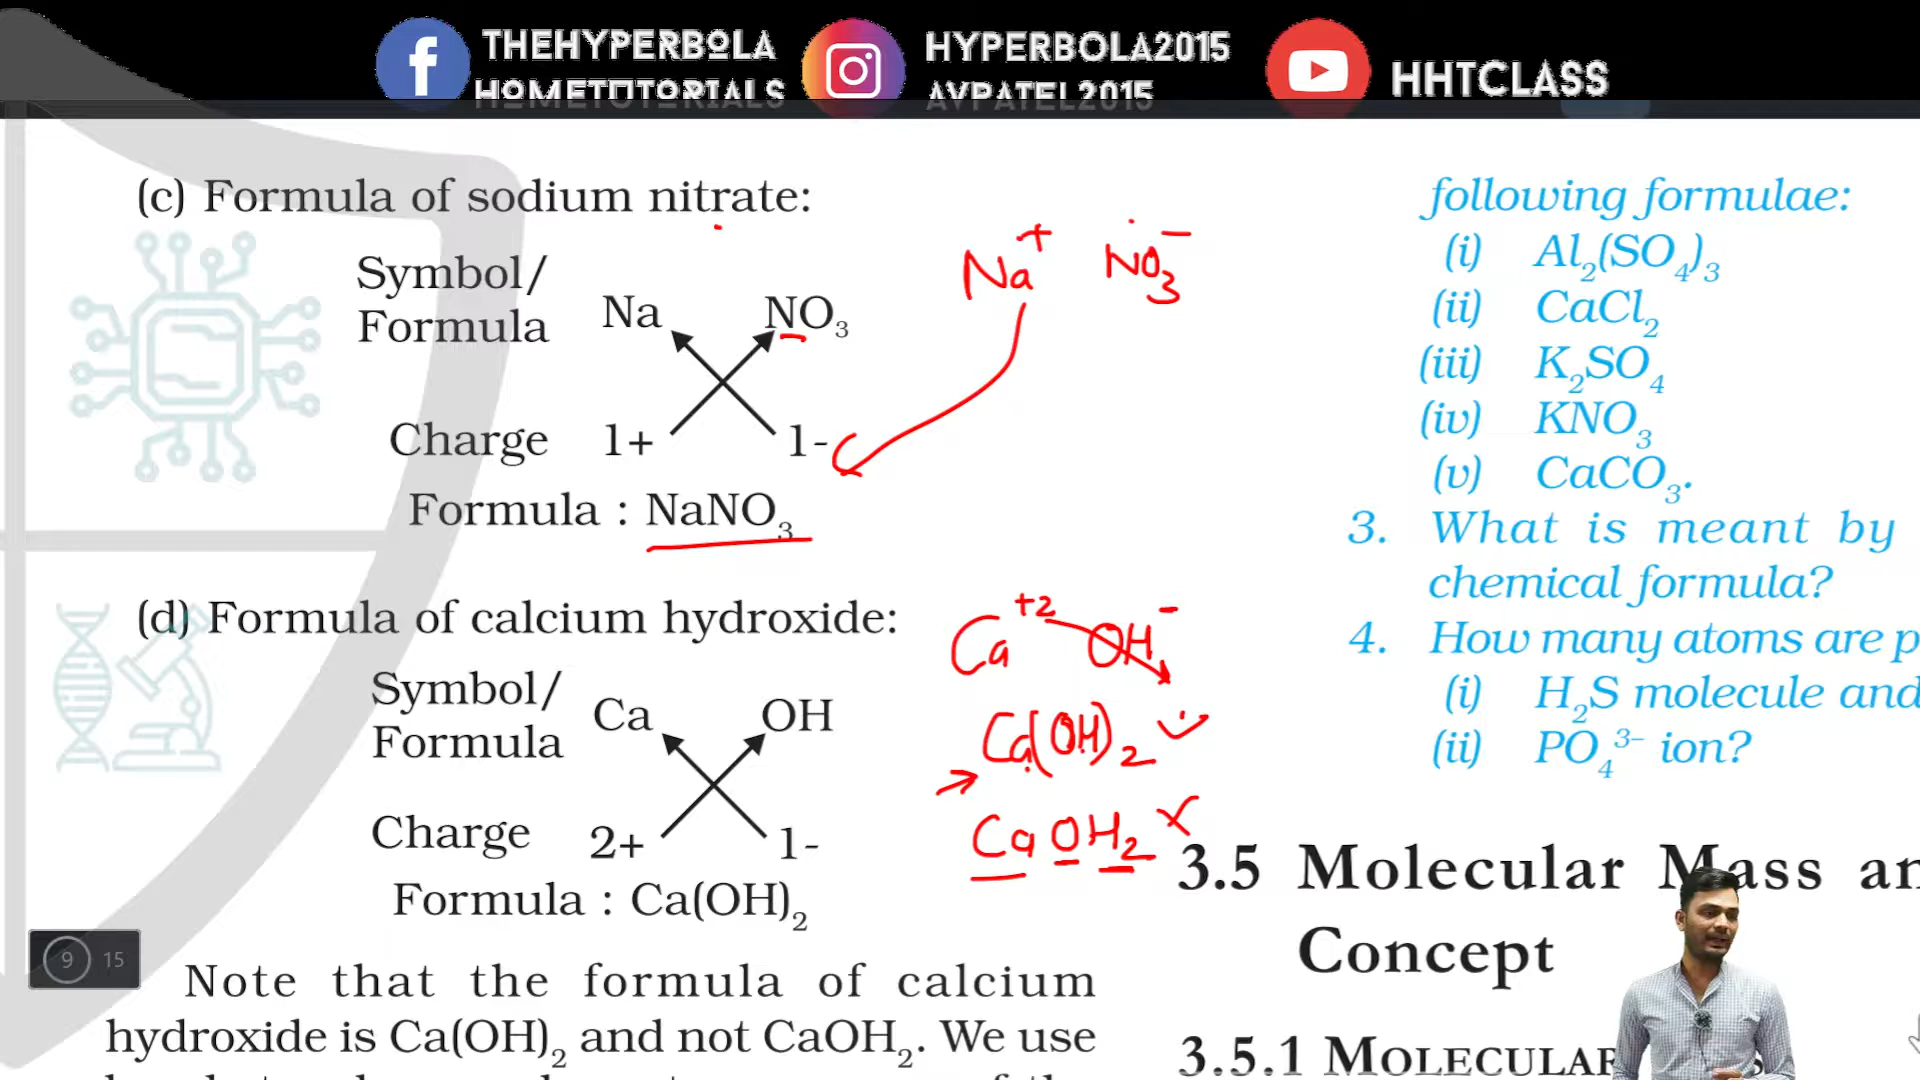 THEHYPERBOLA
HOMETUTORIALS
HYPERBOLA2015
AVPATEL2015
HHTCLASS
(c) Formula of sodium nitrate:
Symbol/
Formula
Na NO₃
Charge 1+ 1-
Formula : NaNO₃
Na⁺ NO₃⁻
(d) Formula of calcium hydroxide:
Symbol/
Formula
Ca OH
Charge 2+ 1-
Formula : Ca(OH)₂
Ca⁺² OH⁻
Ca(OH)₂
CaOH₂ ×
Note that the formula of calcium
hydroxide is Ca(OH)₂ and not CaOH₂. We use
following formulae:
(i) Al₂(SO₄)₃
(ii) CaCl₂
(iii) K₂SO₄
(iv) KNO₃
(v) CaCO₃.
3. What is meant by
chemical formula?
4. How many atoms are p
(i) H₂S molecule and
(ii) PO₄³⁻ ion?
3.5 Molecular Mass an
Concept
3.5.1 MOLECULAR
9 15